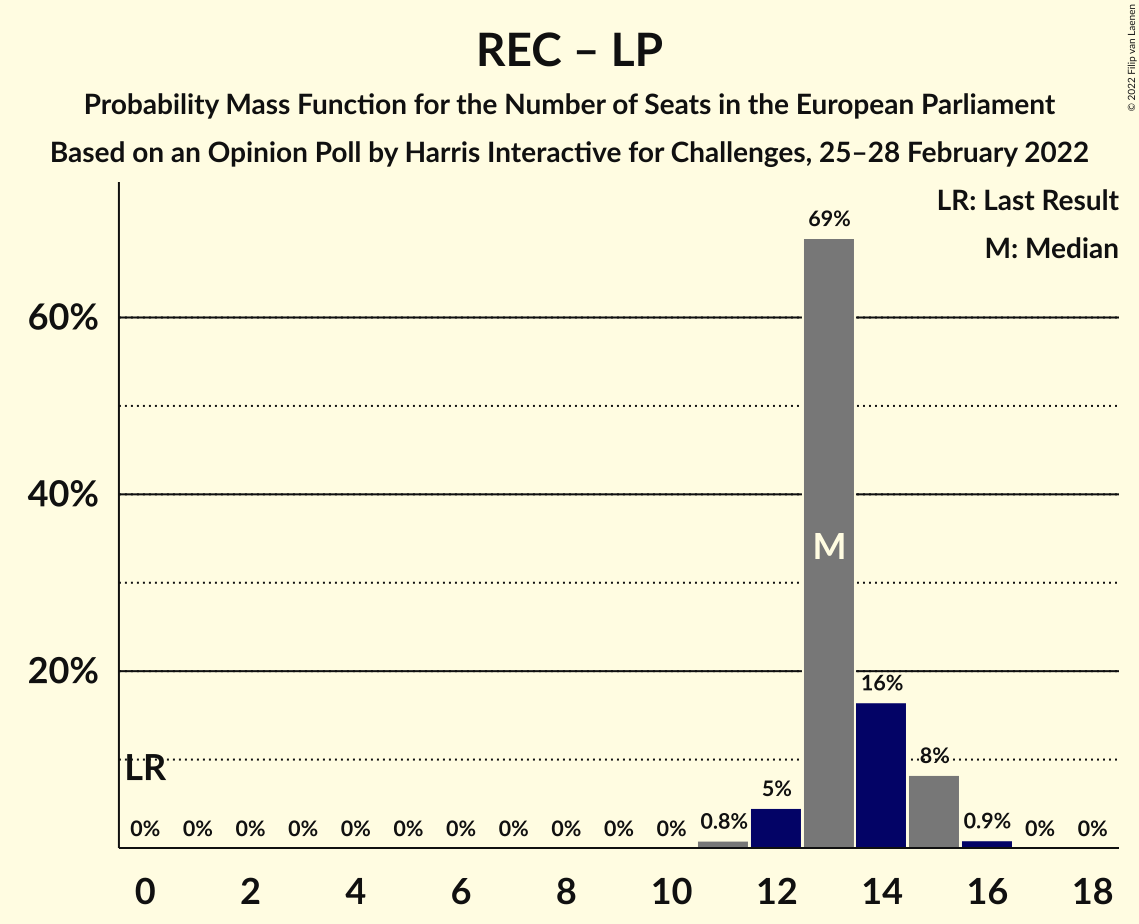 REC – LP
Probability Mass Function for the Number of Seats in the European Parliament
Based on an Opinion Poll by Harris Interactive for Challenges, 25–28 February 2022
© 2022 Filip van Laenen
LR: Last Result
M: Median
60%
40%
20%
LR
M
0% 0% 0% 0% 0% 0% 0% 0% 0% 0% 0% 0.8% 5% 69% 16% 8% 0.9% 0% 0%
0 2 4 6 8 10 12 14 16 18